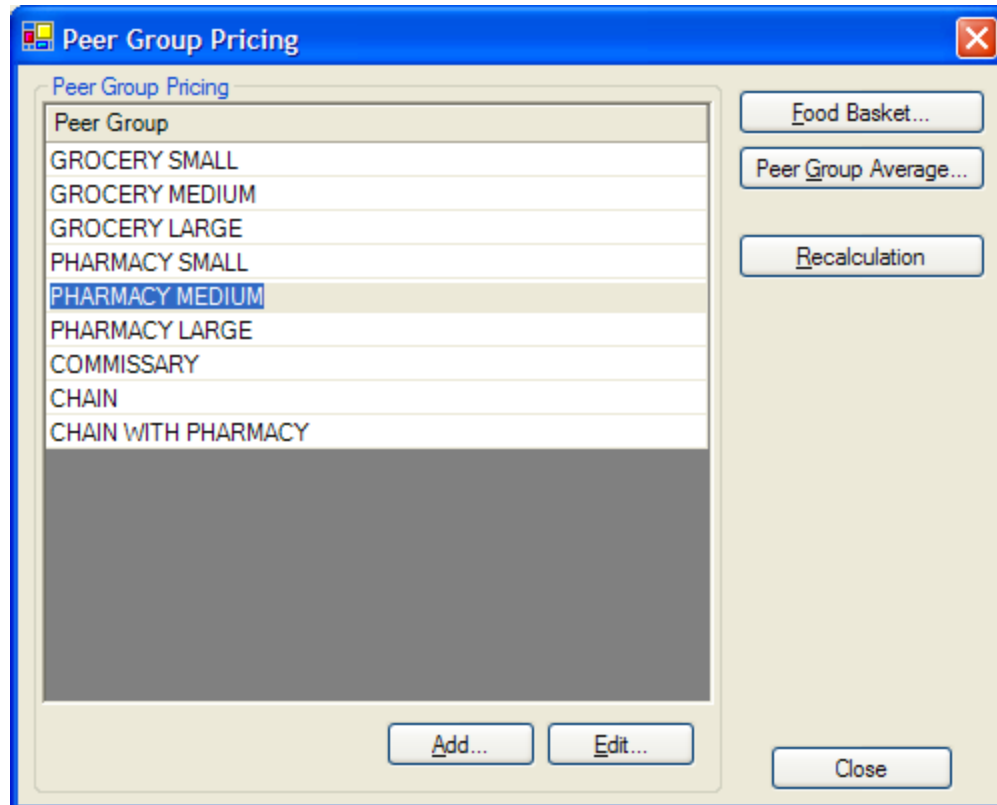 Peer Group Pricing
Peer Group Pricing
Peer Group
GROCERY SMALL
GROCERY MEDIUM
GROCERY LARGE
PHARMACY SMALL
PHARMACY MEDIUM
PHARMACY LARGE
COMMISSARY
CHAIN
CHAIN WITH PHARMACY
Add...
Edit...
Food Basket...
Peer Group Average...
Recalculation
Close